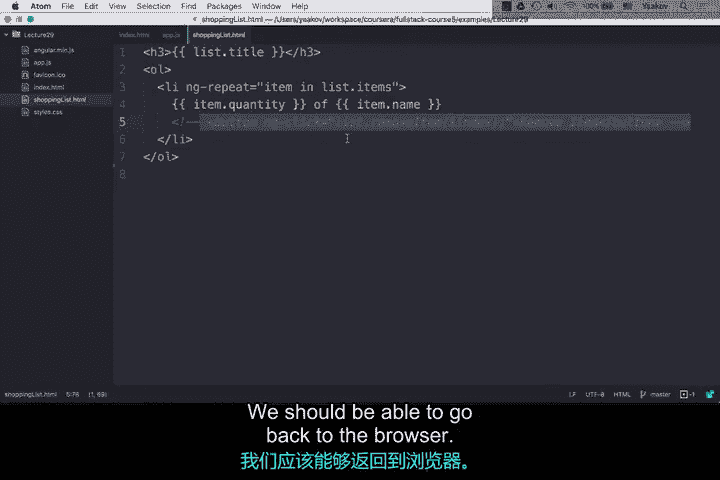 Atom File Edit View Selection Find Packages Window Help
shoppingList.html — ~/Users/yaakov/workspace/coursera/fullstack-course5/examples/Lecture29
Lecture29
angular.min.js
app.js
favicon.ico
index.html
shoppingList.html
styles.css
index.html app.js shoppingList.html
1 <h3>{{ list.title }}</h3>
2 <ol>
3 <li ng-repeat="item in list.items">
4 {{ item.quantity }} of {{ item.name }}
5 <!--
6 </li>
7 </ol>
8
shoppingList.html 5:76 (1, 69) LF UTF-8 HTML master
We should be able to go
back to the browser.
我们应该能够返回到浏览器。